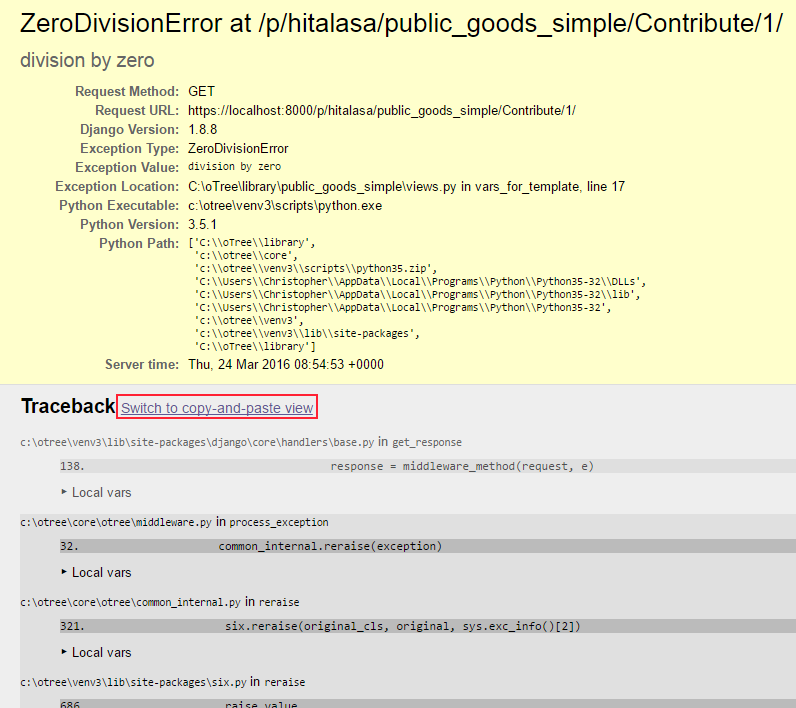 ZeroDivisionError at /p/hitalasa/public_goods_simple/Contribute/1/
division by zero
Request Method: GET
Request URL: https://localhost:8000/p/hitalasa/public_goods_simple/Contribute/1/
Django Version: 1.8.8
Exception Type: ZeroDivisionError
Exception Value: division by zero
Exception Location: C:\oTree\library\public_goods_simple\views.py in vars_for_template, line 17
Python Executable: c:\otree\venv3\scripts\python.exe
Python Version: 3.5.1
Python Path: ['C:\\oTree\\library',
'c:\\otree\\core',
'c:\\otree\\venv3\\scripts\\python35.zip',
'C:\\Users\\Christopher\\AppData\\Local\\Programs\\Python\\Python35-32\\DLLs',
'C:\\Users\\Christopher\\AppData\\Local\\Programs\\Python\\Python35-32\\lib',
'C:\\Users\\Christopher\\AppData\\Local\\Programs\\Python\\Python35-32',
'c:\\otree\\venv3',
'c:\\otree\\venv3\\lib\\site-packages',
'C:\\oTree\\library']
Server time: Thu, 24 Mar 2016 08:54:53 +0000
Traceback Switch to copy-and-paste view
c:\otree\venv3\lib\site-packages\django\core\handlers\base.py in get_response
138. response = middleware_method(request, e)
▸ Local vars
c:\otree\core\otree\middleware.py in process_exception
32. common_internal.reraise(exception)
▸ Local vars
c:\otree\core\otree\common_internal.py in reraise
321. six.reraise(original_cls, original, sys.exc_info()[2])
▸ Local vars
c:\otree\venv3\lib\site-packages\six.py in reraise
686. raise value